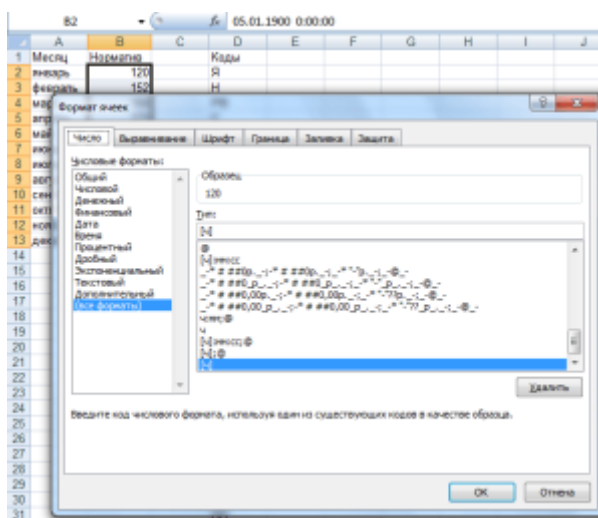 B2 fx 05.01.1900 0:00:00
A B C D E F G H I J
1 Месяц Норматив Коды
2 январь 120 Я
3 февраль 152 Н
4
5
6
7
8
9
10
11
12
13
14
15
16
17
18
19
20
21
22
23
24
25
26
27
28
29
30
31
Формат ячеек
Число Выравнивание Шрифт Граница Заливка Защита
Числовые форматы:
Общий
Числовой
Денежный
Финансовый
Дата
Время
Процентный
Дробный
Экспоненциальный
Текстовый
Дополнительный
(все форматы)
Образец
120
Тип:
[ч]
@
[ч]:мм:сс
ч:мм;@
ч
[ч]:мм:сс;@
[ч];@
[ч]
Удалить
Введите код числового формата, используя один из существующих кодов в качестве образца.
ОК Отмена